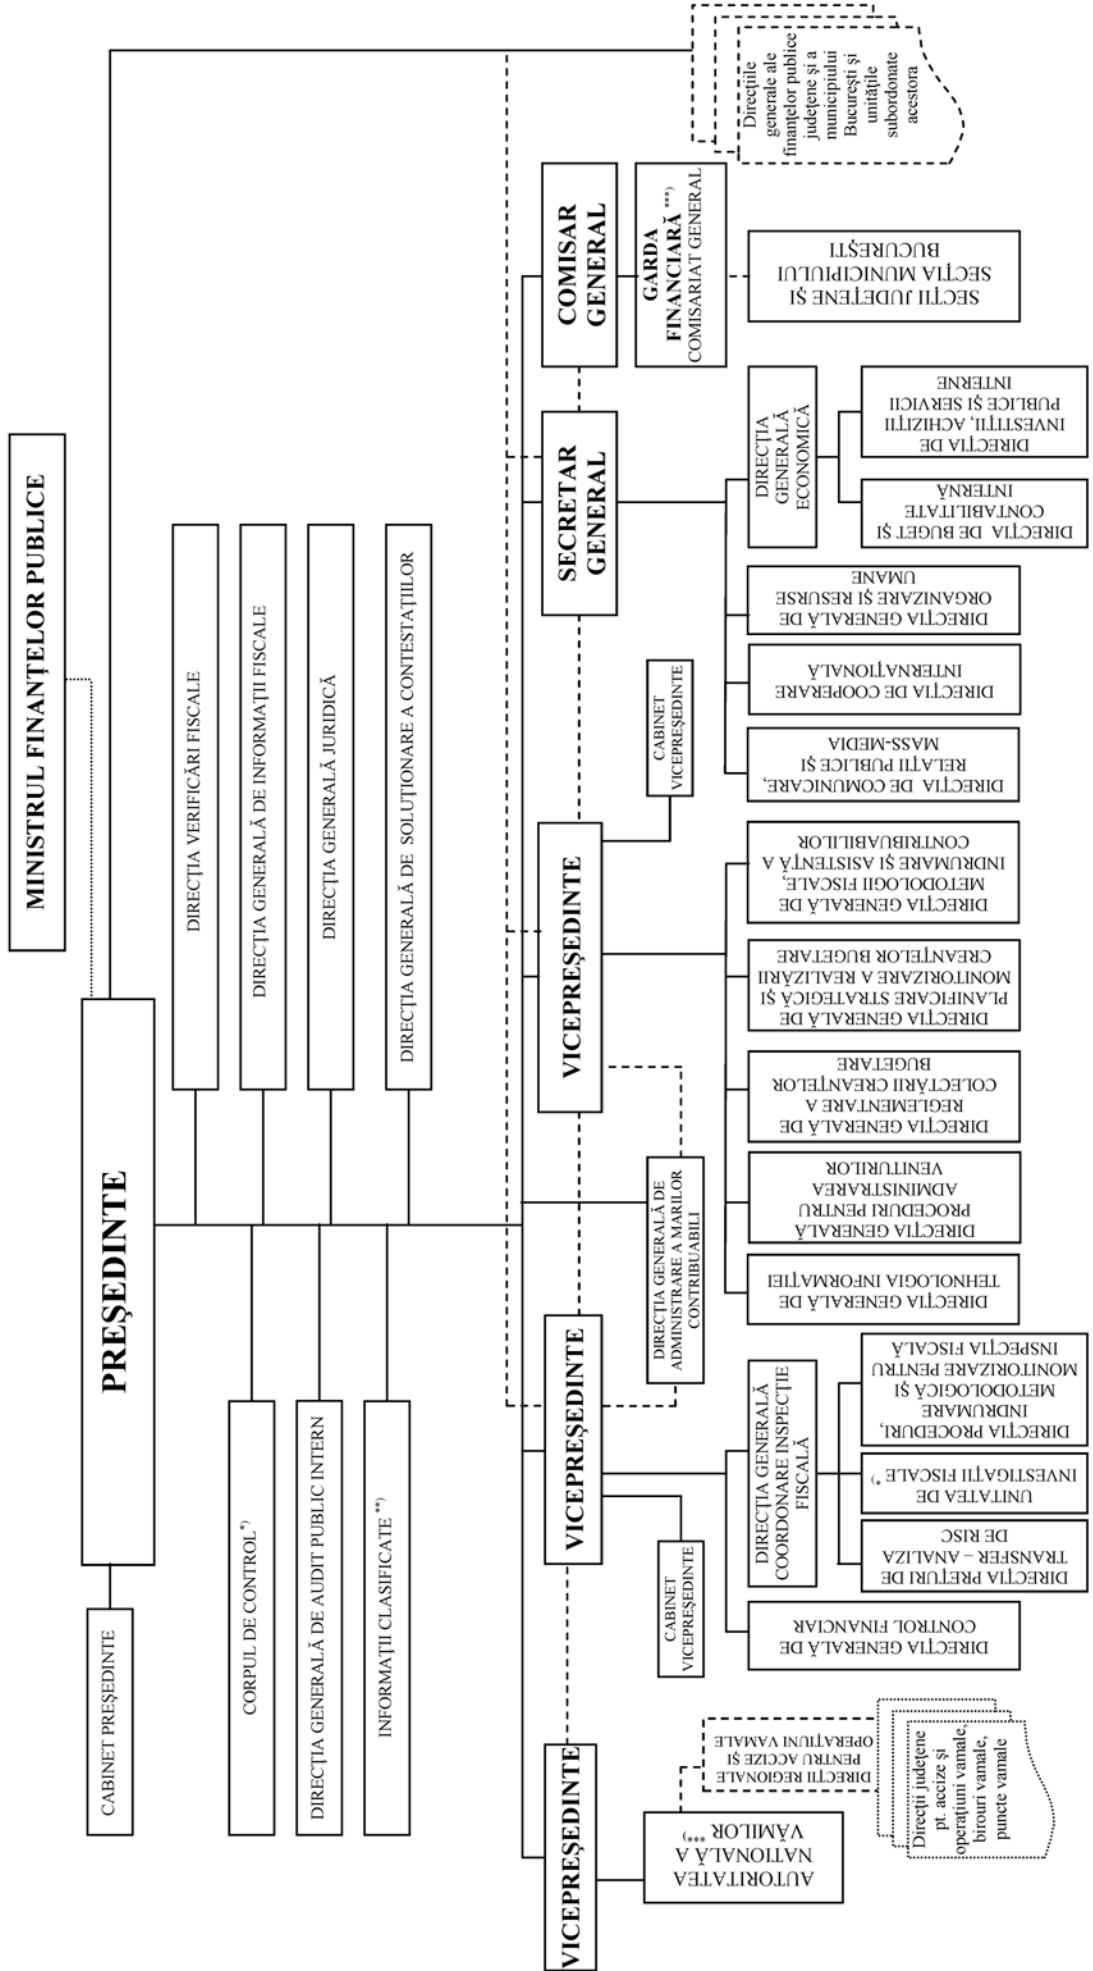 MINISTRUL FINANȚELOR PUBLICE
CABINET PREȘEDINTE
PREȘEDINTE
DIRECȚIA VERIFICĂRI FISCALE
CORPUL DE CONTROL*)
DIRECȚIA GENERALĂ DE INFORMAȚII FISCALE
DIRECȚIA GENERALĂ DE AUDIT PUBLIC INTERN
DIRECȚIA GENERALĂ JURIDICĂ
INFORMAȚII CLASIFICATE **)
DIRECȚIA GENERALĂ DE SOLUȚIONARE A CONTESTAȚIILOR
VICEPREȘEDINTE
VICEPREȘEDINTE
VICEPREȘEDINTE
SECRETAR
GENERAL
COMISAR
GENERAL
AUTORITATEA
NAȚIONALĂ A
VĂMILOR ***)
DIRECȚII REGIONALE
PENTRU ACCIZE ȘI
OPERAȚIUNI VAMALE
Direcții județene
pt. accize și
operațiuni vamale,
birouri vamale,
puncte vamale
CABINET
VICEPREȘEDINTE
DIRECȚIA GENERALĂ DE
CONTROL FINANCIAR
DIRECȚIA GENERALĂ
COORDONARE INSPECȚIE
FISCALĂ
DIRECȚIA PREȚURI DE
TRANSFER – ANALIZA
DE RISC
UNITATEA DE
INVESTIGAȚII FISCALE *)
DIRECȚIA PROCEDURI,
INDRUMARE
METODOLOGICĂ ȘI
MONITORIZARE PENTRU
INSPECȚIA FISCALĂ
DIRECȚIA GENERALĂ DE
ADMINISTRARE A MARILOR
CONTRIBUABILI
CABINET
VICEPREȘEDINTE
DIRECȚIA GENERALĂ DE
TEHNOLOGIA INFORMAȚIEI
DIRECȚIA GENERALĂ
PROCEDURI PENTRU
ADMINISTRAREA
VENITURILOR
DIRECȚIA GENERALĂ DE
REGLEMENTARE A
COLECTĂRII CREANȚELOR
BUGETARE
DIRECȚIA GENERALĂ DE
PLANIFICARE STRATEGICĂ ȘI
MONITORIZARE A REALIZĂRII
CREANȚELOR BUGETARE
DIRECȚIA GENERALĂ DE
METODOLOGII FISCALE,
INDRUMARE ȘI ASISTENȚĂ A
CONTRIBUABILILOR
DIRECȚIA DE COMUNICARE,
RELAȚII PUBLICE ȘI
MASS-MEDIA
DIRECȚIA DE COOPERARE
INTERNAȚIONALĂ
DIRECȚIA GENERALĂ DE
ORGANIZARE ȘI RESURSE
UMANE
DIRECȚIA
GENERALĂ
ECONOMICĂ
DIRECȚIA DE BUGET ȘI
CONTABILITATE
INTERNĂ
DIRECȚIA DE
INVESTIȚII, ACHIZIȚII
PUBLICE ȘI SERVICII
INTERNE
GARDA
FINANCIARĂ ***)
COMISARIAT GENERAL
SECȚII JUDEȚENE ȘI
SECȚIA MUNICIPIULUI
BUCUREȘTI
Direcțiile
generale ale
finanțelor publice
județene și a
municipiului
București și
unitățile
subordonate
acestora